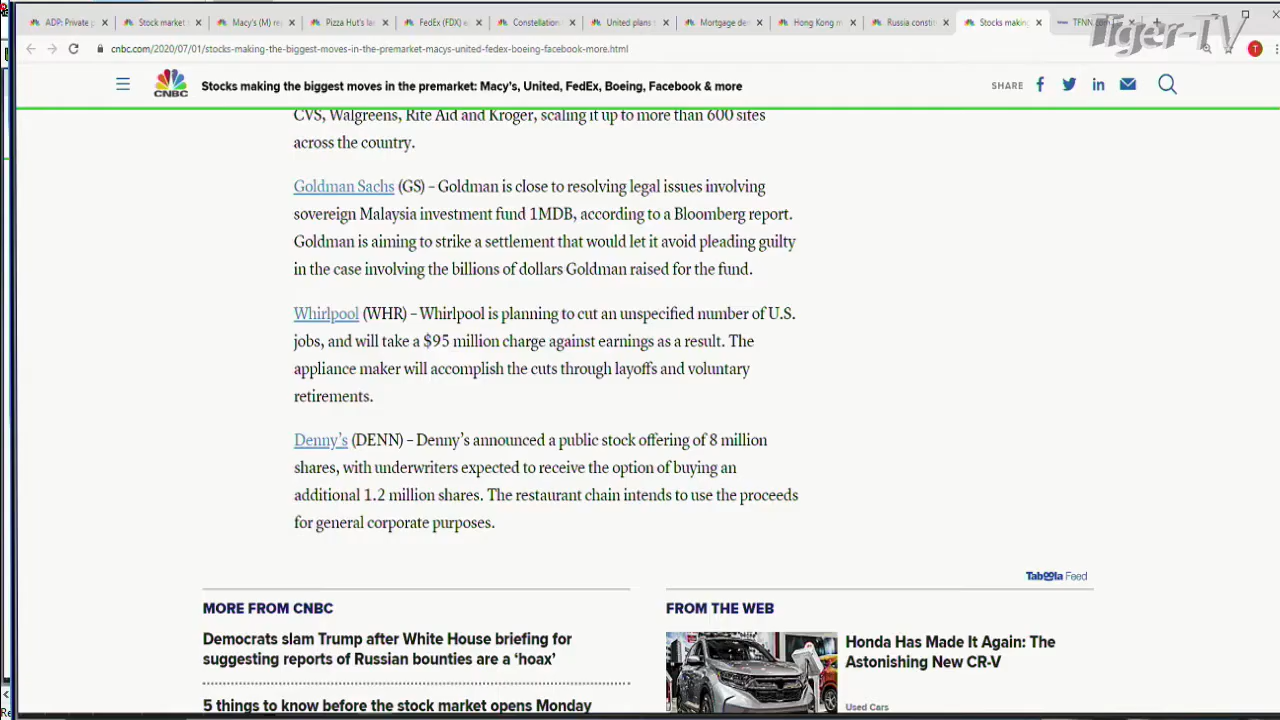 ADP: Private p
Stock market
Macy's (M) re
Pizza Hut's la
FedEx (FDX) e
Constellation
United plans
Mortgage de
Hong Kong m
Russia consti
Stocks making
TFNN
Tiger-TV
cnbc.com/2020/07/01/stocks-making-the-biggest-moves-in-the-premarket-macys-united-fedex-boeing-facebook-more.html
T
CNBC
Stocks making the biggest moves in the premarket: Macy's, United, FedEx, Boeing, Facebook & more
SHARE
CVS, Walgreens, Rite Aid and Kroger, scaling it up to more than 600 sites
across the country.
Goldman Sachs (GS) – Goldman is close to resolving legal issues involving
sovereign Malaysia investment fund 1MDB, according to a Bloomberg report.
Goldman is aiming to strike a settlement that would let it avoid pleading guilty
in the case involving the billions of dollars Goldman raised for the fund.
Whirlpool (WHR) – Whirlpool is planning to cut an unspecified number of U.S.
jobs, and will take a $95 million charge against earnings as a result. The
appliance maker will accomplish the cuts through layoffs and voluntary
retirements.
Denny's (DENN) – Denny's announced a public stock offering of 8 million
shares, with underwriters expected to receive the option of buying an
additional 1.2 million shares. The restaurant chain intends to use the proceeds
for general corporate purposes.
Taboola Feed
MORE FROM CNBC
Democrats slam Trump after White House briefing for
suggesting reports of Russian bounties are a 'hoax'
5 things to know before the stock market opens Monday
FROM THE WEB
Honda Has Made It Again: The
Astonishing New CR-V
Used Cars
Re